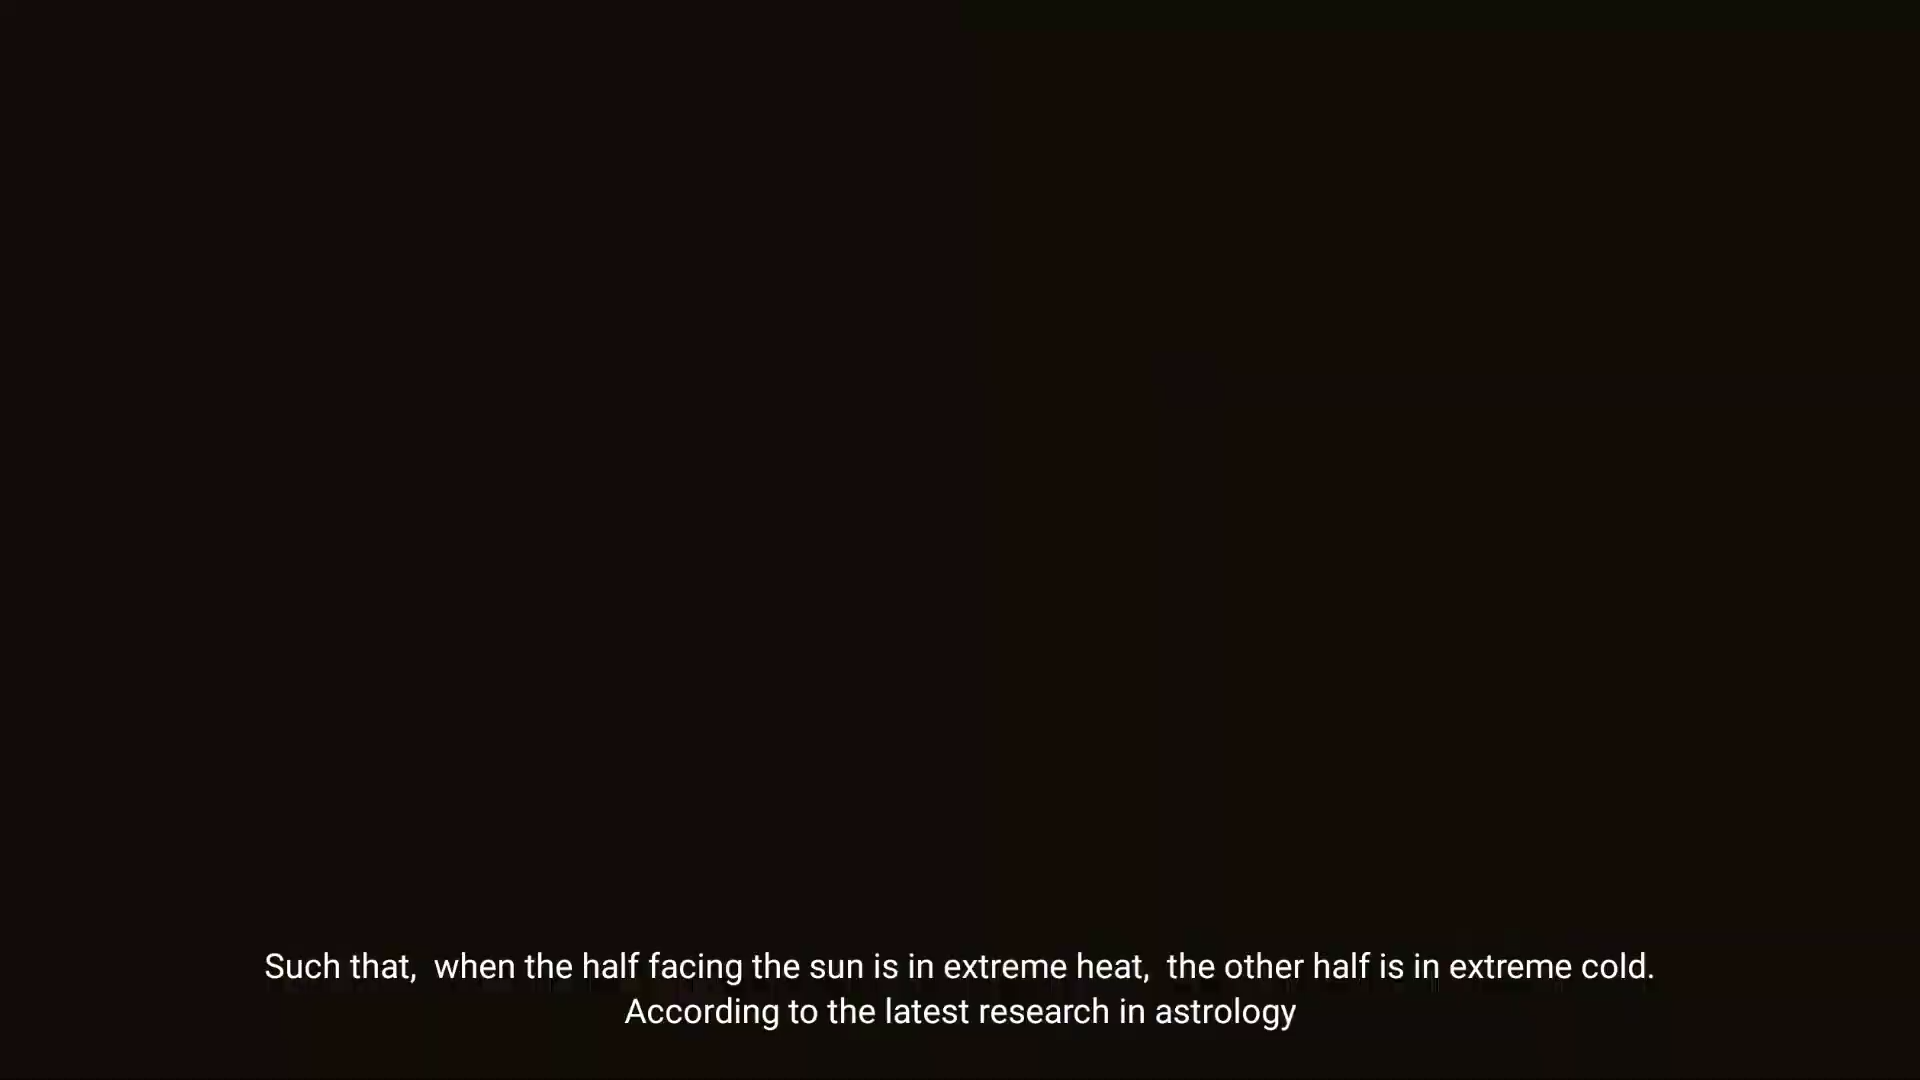 Such that,  when the half facing the sun is in extreme heat,  the other half is in extreme cold.
According to the latest research in astrology